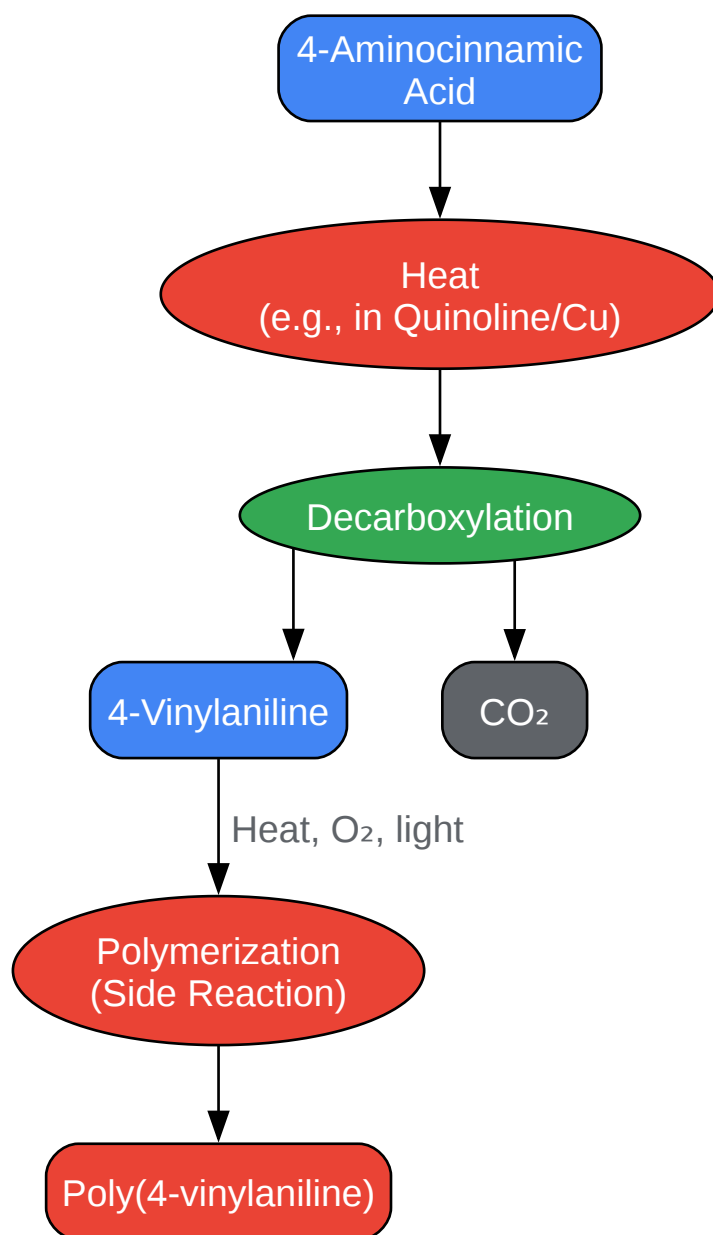 4-Aminocinnamic
Acid
Heat
(e.g., in Quinoline/Cu)
Decarboxylation
4-Vinylaniline
CO₂
Heat, O₂, light
Polymerization
(Side Reaction)
Poly(4-vinylaniline)